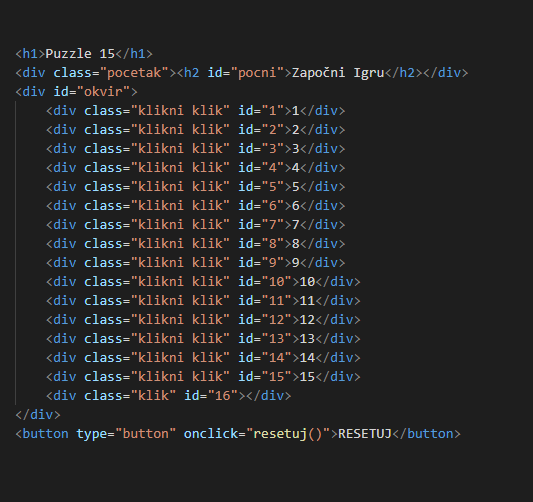 <h1>Puzzle 15</h1>
<div class="pocetak"><h2 id="pocni">Započni Igru</h2></div>
<div id="okvir">
    <div class="klikni klik" id="1">1</div>
    <div class="klikni klik" id="2">2</div>
    <div class="klikni klik" id="3">3</div>
    <div class="klikni klik" id="4">4</div>
    <div class="klikni klik" id="5">5</div>
    <div class="klikni klik" id="6">6</div>
    <div class="klikni klik" id="7">7</div>
    <div class="klikni klik" id="8">8</div>
    <div class="klikni klik" id="9">9</div>
    <div class="klikni klik" id="10">10</div>
    <div class="klikni klik" id="11">11</div>
    <div class="klikni klik" id="12">12</div>
    <div class="klikni klik" id="13">13</div>
    <div class="klikni klik" id="14">14</div>
    <div class="klikni klik" id="15">15</div>
    <div class="klik" id="16"></div>
</div>
<button type="button" onclick="resetuj()">RESETUJ</button>